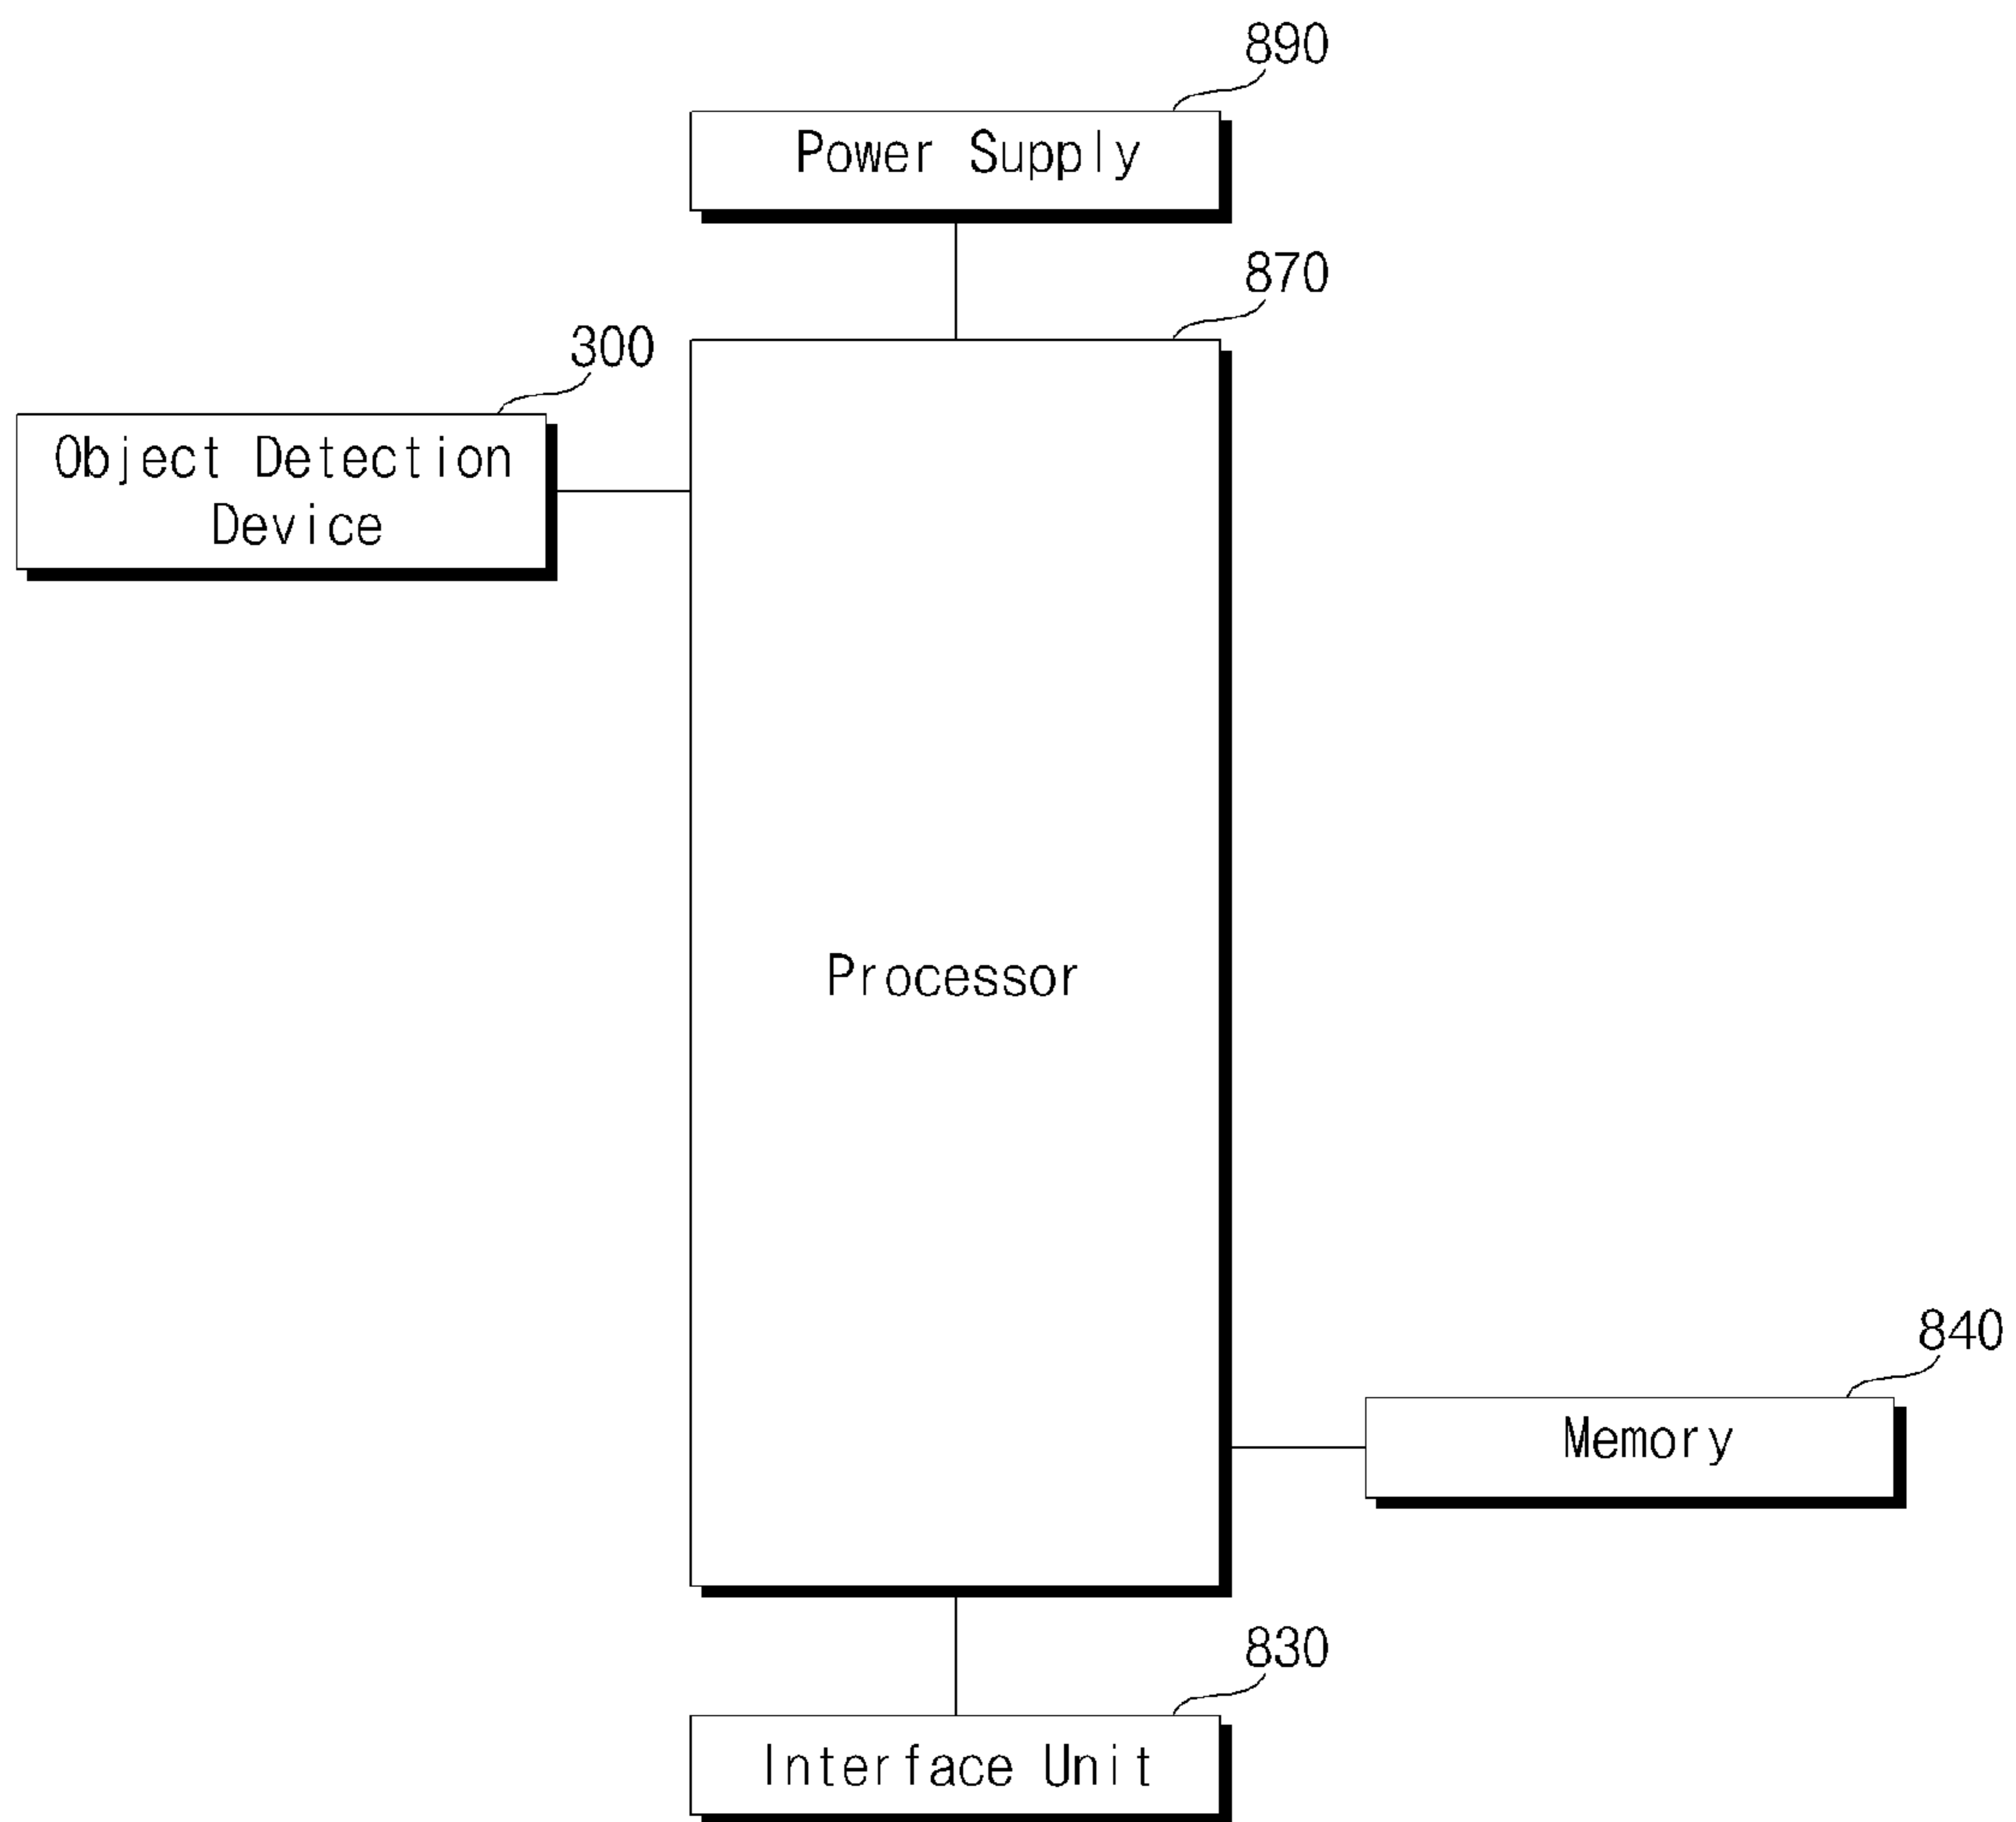 890
Power Supply
870
300
Object Detection
Device
Processor
840
Memory
830
Interface Unit